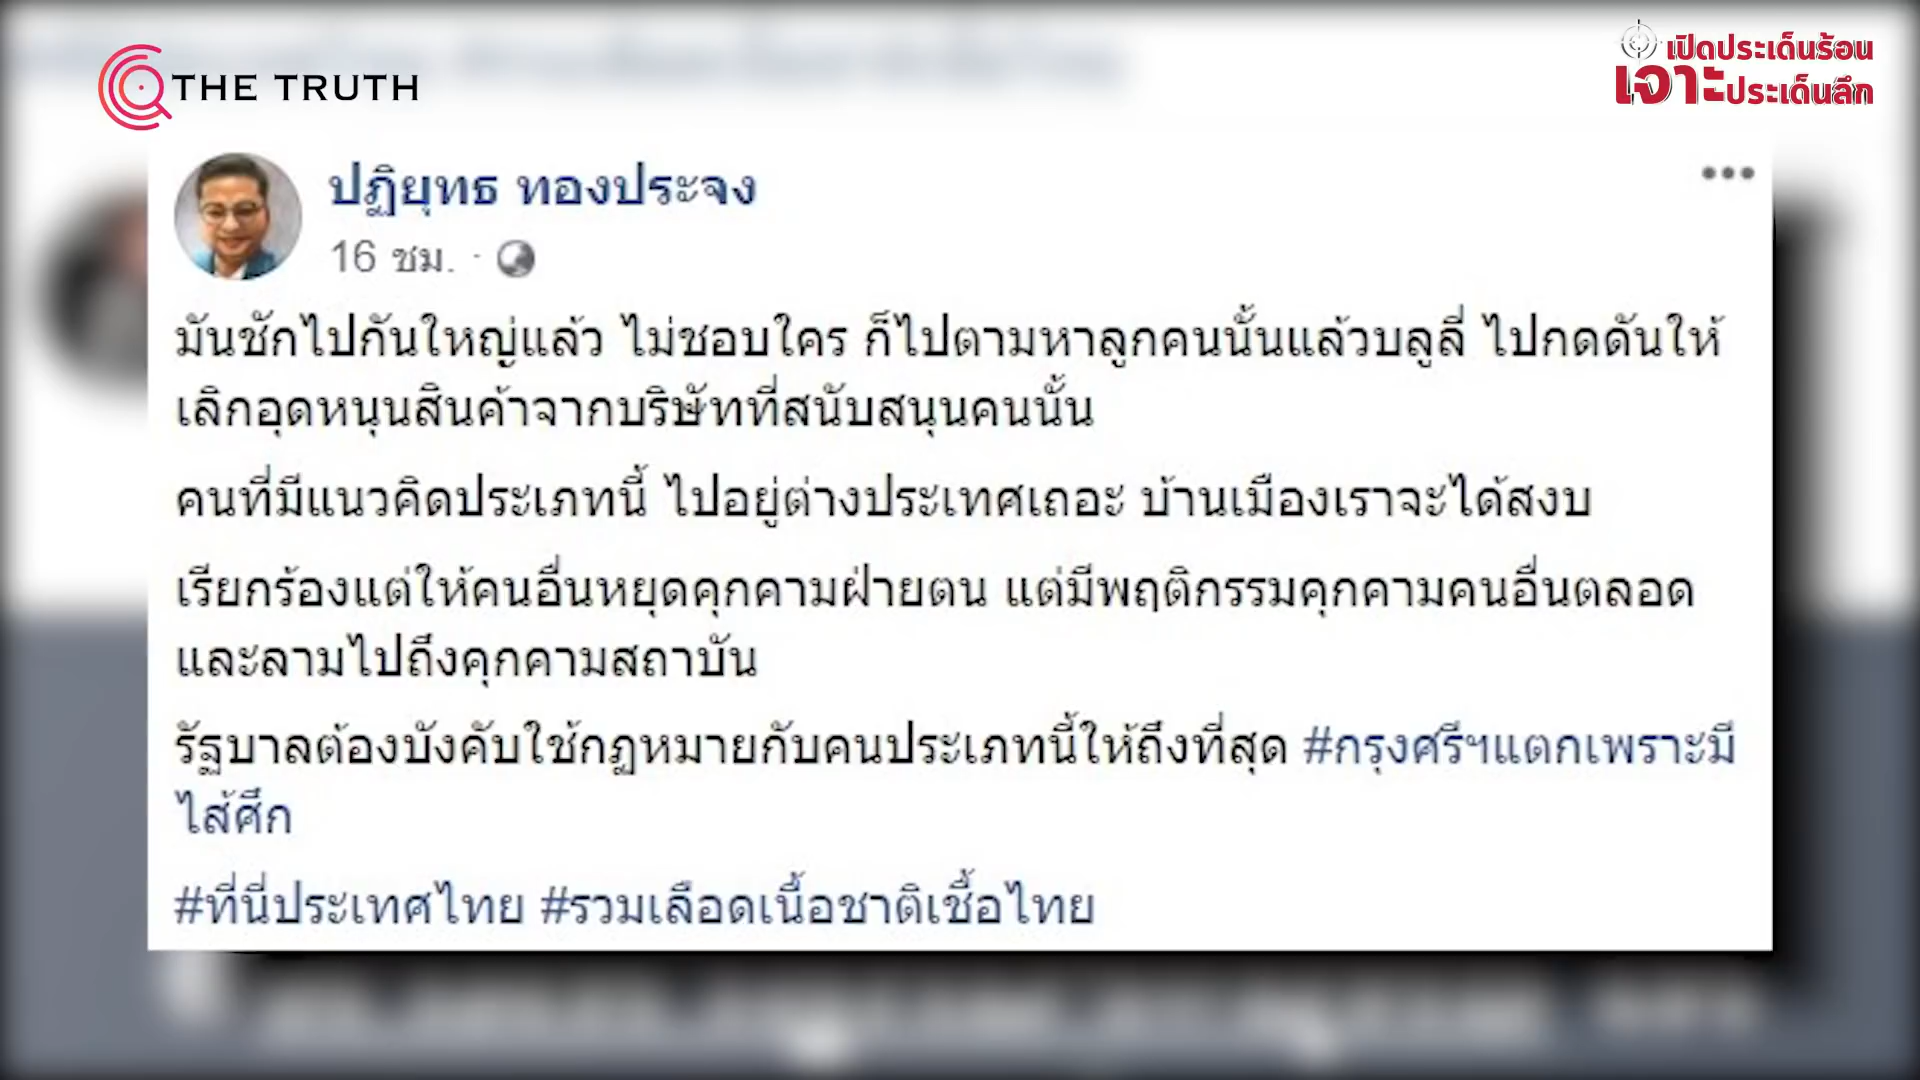 THE TRUTH
เปิดประเด็นร้อน
เจาะประเด็นลึก
ปฏิยุทธ ทองประจง
16 ชม. ·
มันชักไปกันใหญ่แล้ว ไม่ชอบใคร ก็ไปตามหาลูกคนนั้นแล้วบลูลี่ ไปกดดันให้
เลิกอุดหนุนสินค้าจากบริษัทที่สนับสนุนคนนั้น
คนที่มีแนวคิดประเภทนี้ ไปอยู่ต่างประเทศเถอะ บ้านเมืองเราจะได้สงบ
เรียกร้องแต่ให้คนอื่นหยุดคุกคามฝ่ายตน แต่มีพฤติกรรมคุกคามคนอื่นตลอด
และลามไปถึงคุกคามสถาบัน
รัฐบาลต้องบังคับใช้กฎหมายกับคนประเภทนี้ให้ถึงที่สุด #กรุงศรีฯแตกเพราะมี
ไส้ศึก
#ที่นี่ประเทศไทย #รวมเลือดเนื้อชาติเชื้อไทย